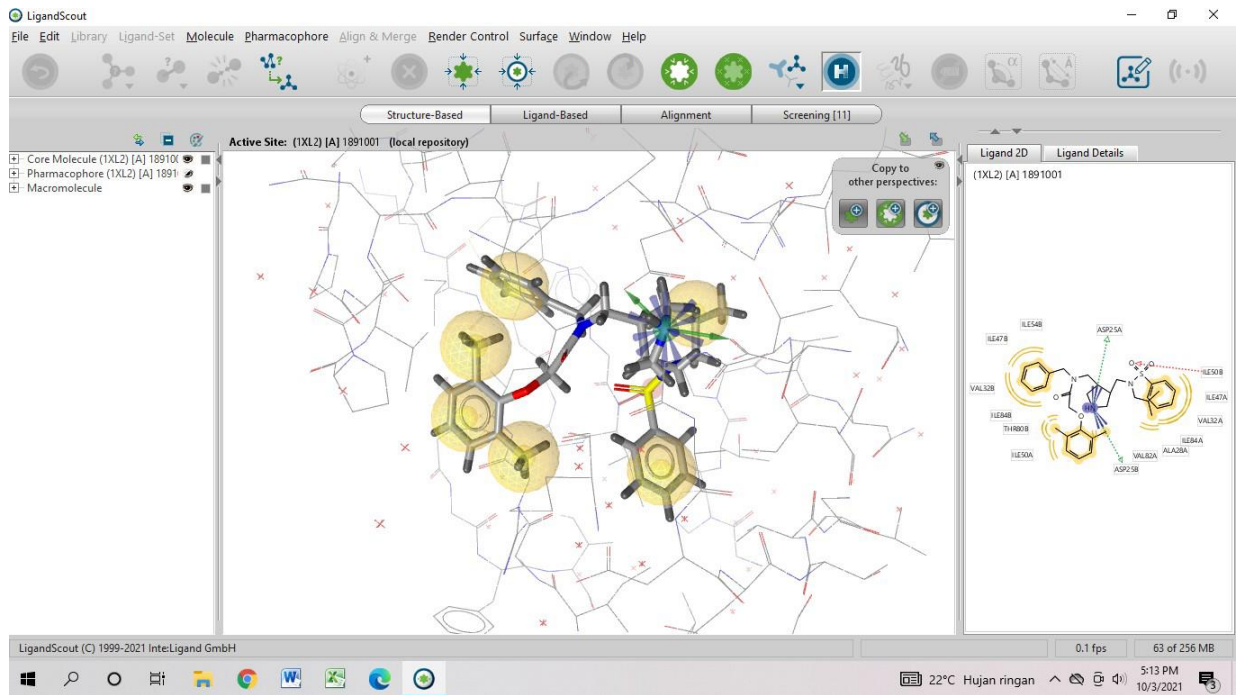 LigandScout
File Edit Library Ligand-Set Molecule Pharmacophore Align & Merge Render Control Surface Window Help
Structure-Based Ligand-Based Alignment Screening [11]
Active Site: (1XL2) [A] 1891001 (local repository)
Core Molecule (1XL2) [A] 18910(
Pharmacophore (1XL2) [A] 1891
Macromolecule
Copy to
other perspectives:
Ligand 2D Ligand Details
(1XL2) [A] 1891001
ILE54B
ASP25A
ILE47B
ILE50B
VAL32B
ILE47A
HN
ILE84B
VAL32A
THR80B
ILE84A
ILE50A
VAL82A
ALA28A
ASP25B
LigandScout (C) 1999-2021 Inte:Ligand GmbH
0.1 fps 63 of 256 MB
22°C Hujan ringan
5:13 PM
10/3/2021
3